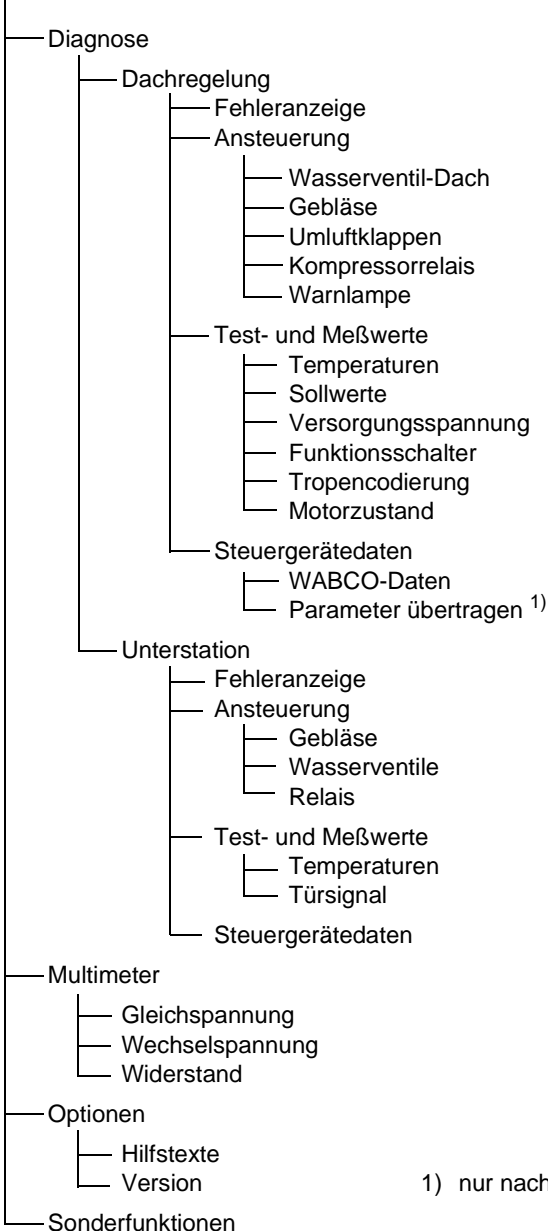 Diagnose
Dachregelung
Fehleranzeige
Ansteuerung
Wasserventil-Dach
Gebläse
Umluftklappen
Kompressorrelais
Warnlampe
Test- und Meßwerte
Temperaturen
Sollwerte
Versorgungsspannung
Funktionsschalter
Tropencodierung
Motorzustand
Steuergerätedaten
WABCO-Daten
Parameter übertragen 1)
Unterstation
Fehleranzeige
Ansteuerung
Gebläse
Wasserventile
Relais
Test- und Meßwerte
Temperaturen
Türsignal
Steuergerätedaten
Multimeter
Gleichspannung
Wechselspannung
Widerstand
Optionen
Hilfstexte
Version 1) nur nach
Sonderfunktionen